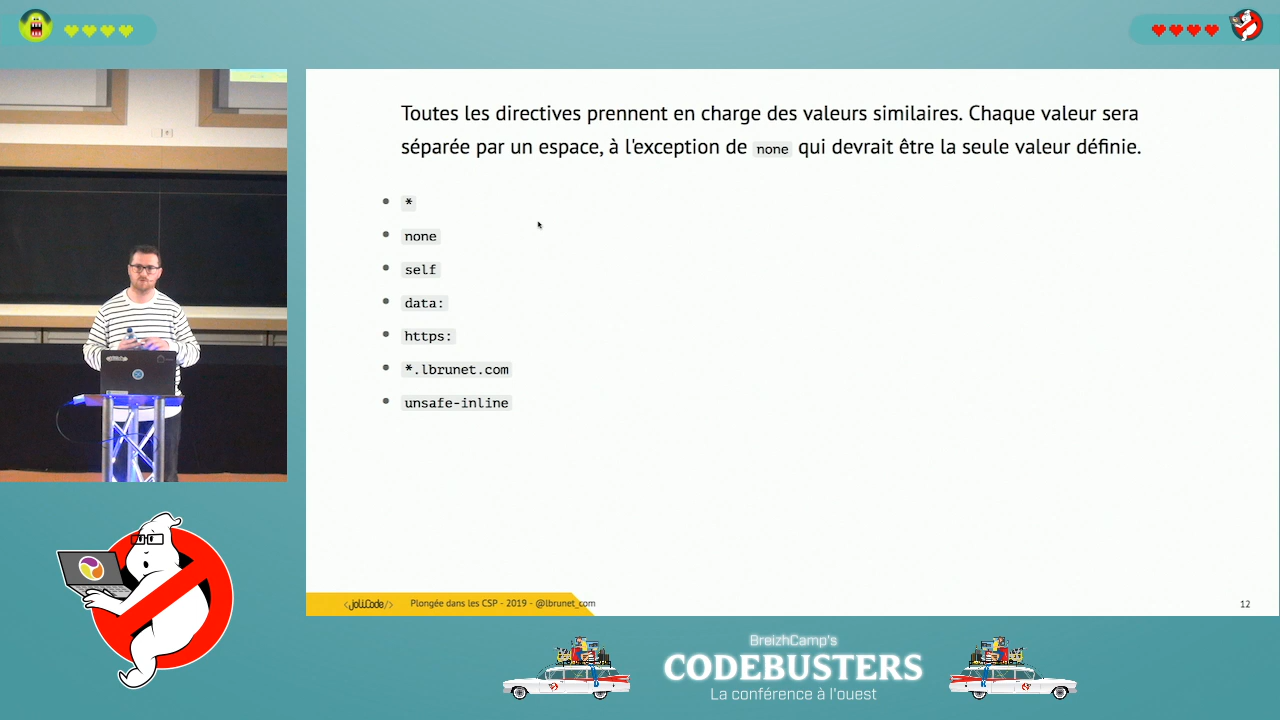 Toutes les directives prennent en charge des valeurs similaires. Chaque valeur sera
séparée par un espace, à l'exception de none qui devrait être la seule valeur définie.
*
none
self
data:
https:
*.lbrunet.com
unsafe-inline
<joliCode/>
Plongée dans les CSP - 2019 - @lbrunet_com
12
BreizhCamp's
CODEBUSTERS
La conférence à l'ouest